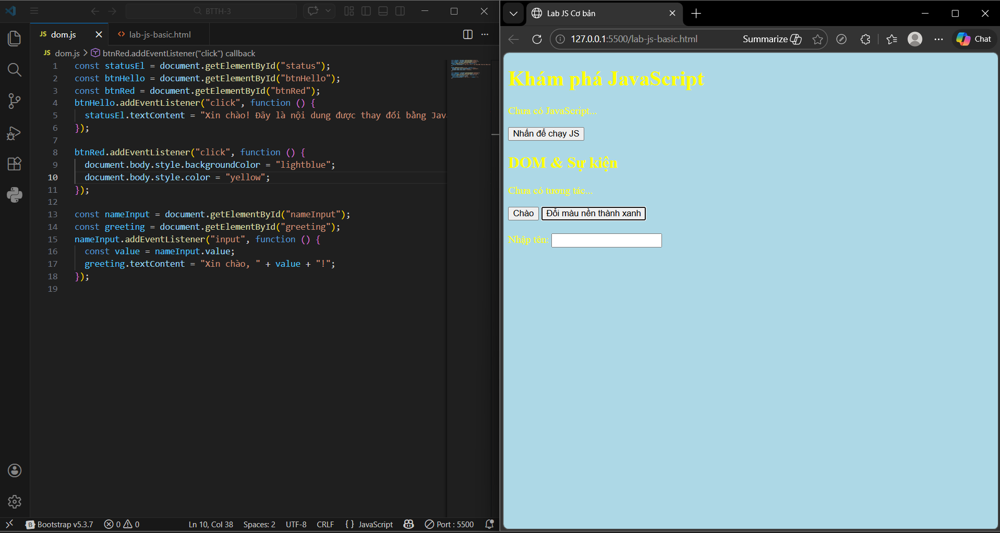 BTTH-3
JS dom.js
lab-js-basic.html
JS dom.js > btnRed.addEventListener("click") callback
1 const statusEl = document.getElementById("status");
2 const btnHello = document.getElementById("btnHello");
3 const btnRed = document.getElementById("btnRed");
4 btnHello.addEventListener("click", function () {
5 statusEl.textContent = "Xin chào! Đây là nội dung được thay đổi bằng Jav
6 });
7
8 btnRed.addEventListener("click", function () {
9 document.body.style.backgroundColor = "lightblue";
10 document.body.style.color = "yellow";
11 });
12
13 const nameInput = document.getElementById("nameInput");
14 const greeting = document.getElementById("greeting");
15 nameInput.addEventListener("input", function () {
16 const value = nameInput.value;
17 greeting.textContent = "Xin chào, " + value + "!";
18 });
19
Bootstrap v5.3.7 0 0 Ln 10, Col 38 Spaces: 2 UTF-8 CRLF { } JavaScript Port : 5500
Lab JS Cơ bản
127.0.0.1:5500/lab-js-basic.html
Summarize
Chat
Khám phá JavaScript
Chưa có JavaScript...
Nhấn để chạy JS
DOM & Sự kiện
Chưa có tương tác...
Chào
Đổi màu nền thành xanh
Nhập tên: